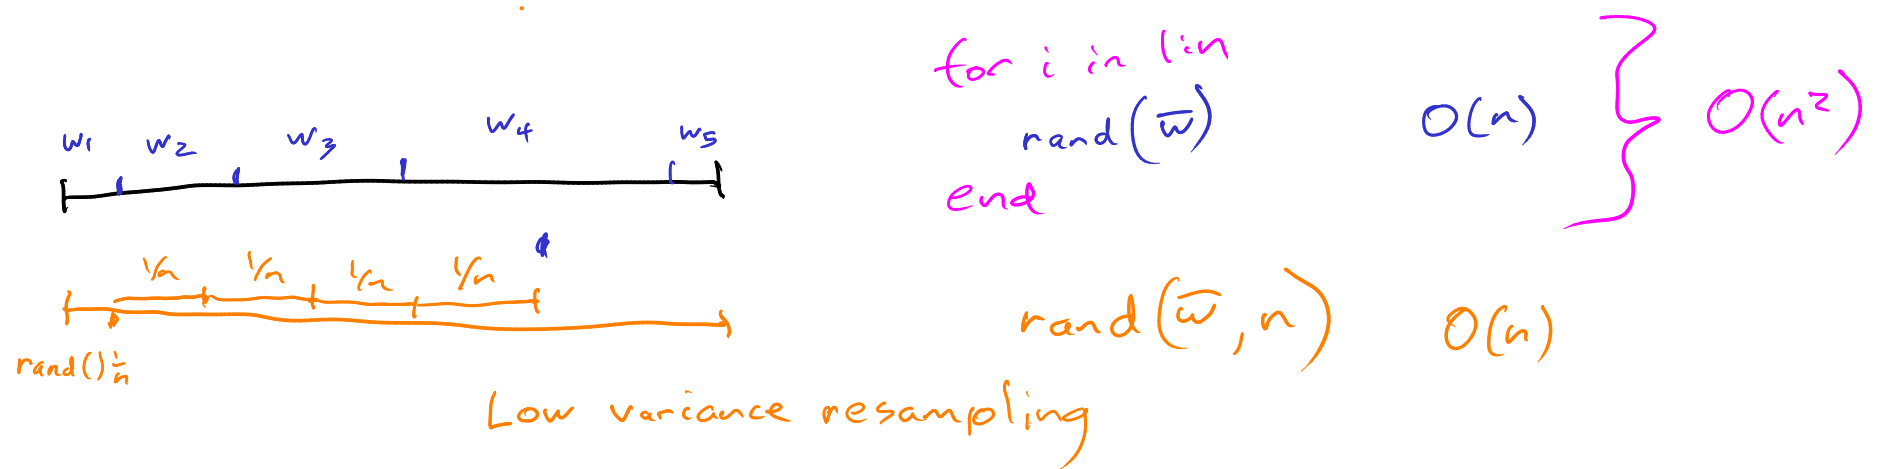 w1 w2 w3 w4 w5
1/n 1/n 1/n 1/n
rand() 1/n
for i in 1:n
rand(w̅) O(n)
end
O(n²)
rand(w̅, n) O(n)
Low variance resampling